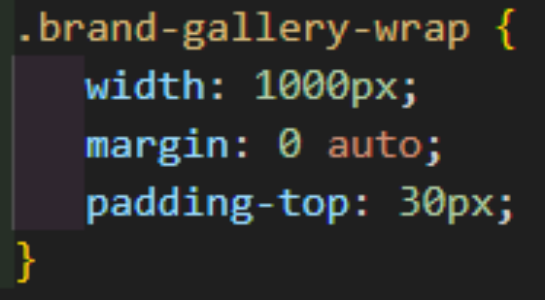 .brand-gallery-wrap {
    width: 1000px;
    margin: 0 auto;
    padding-top: 30px;
}